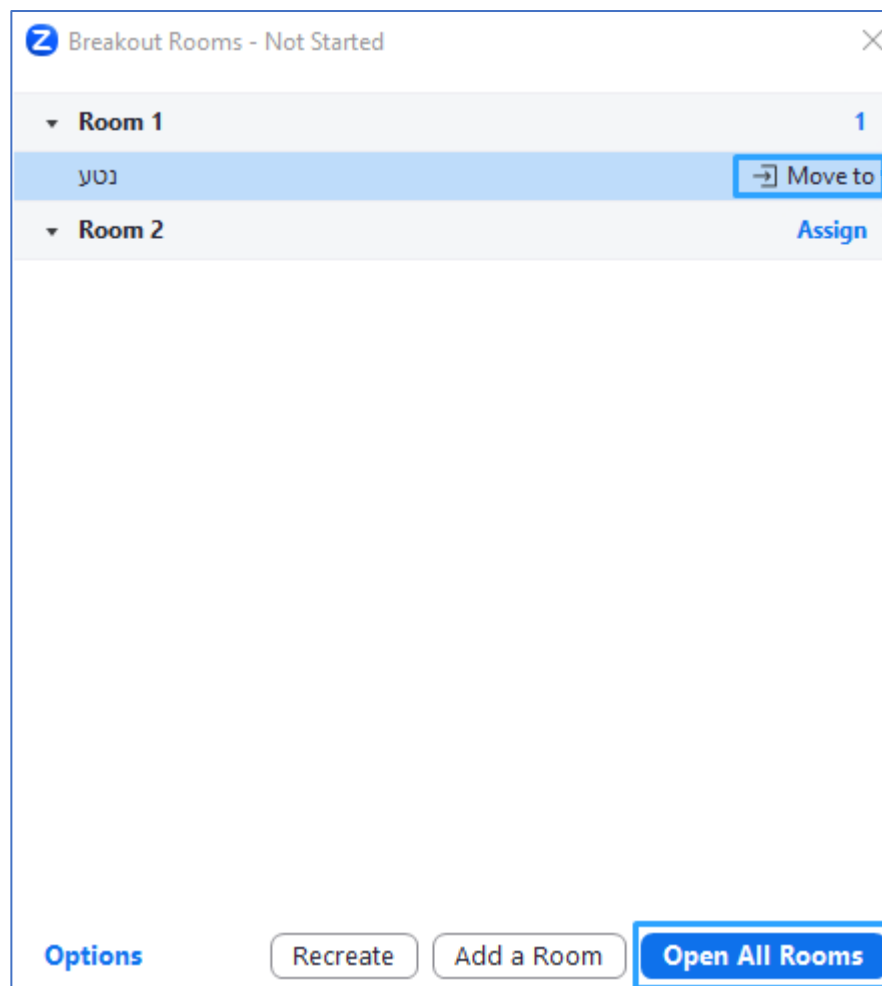 Breakout Rooms - Not Started
Room 1 1
נטע Move to
Room 2 Assign
Options Recreate Add a Room Open All Rooms